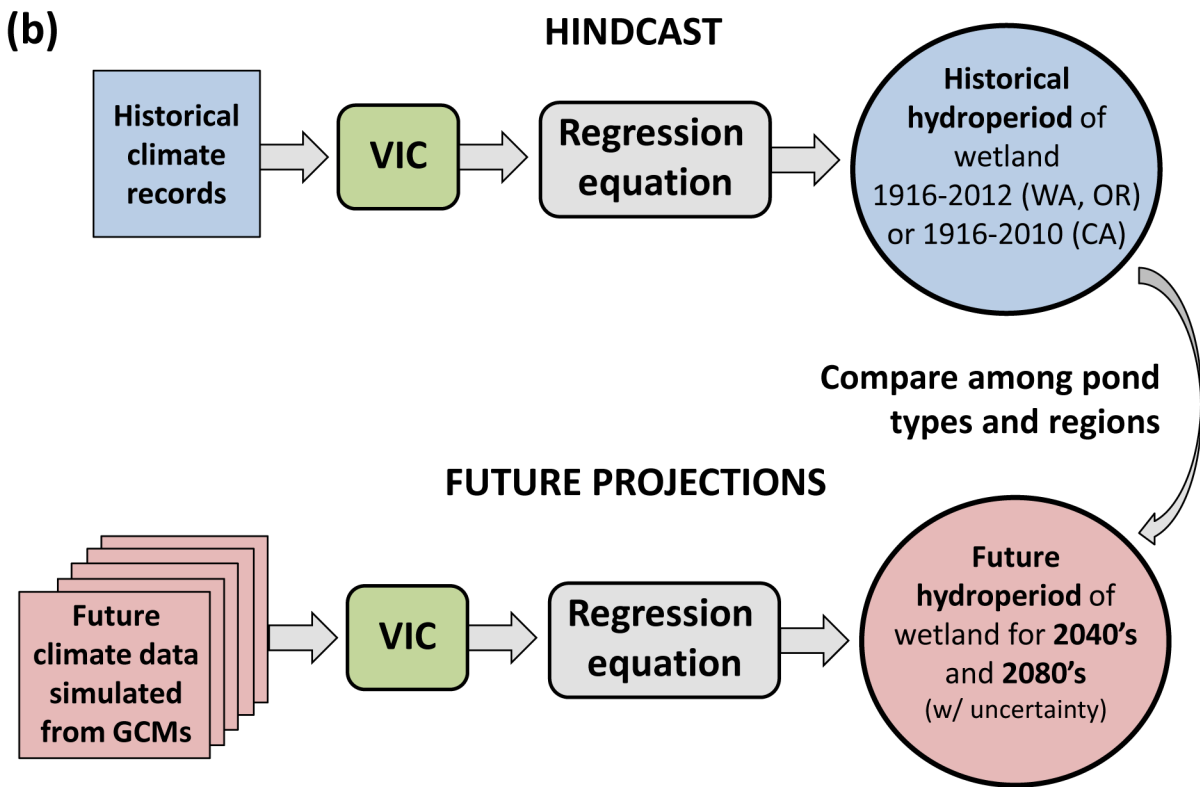 (b)
HINDCAST
Historical
climate
records
VIC
Regression
equation
Historical
hydroperiod of
wetland
1916-2012 (WA, OR)
or 1916-2010 (CA)
Compare among pond
types and regions
FUTURE PROJECTIONS
Future
climate data
simulated
from GCMs
VIC
Regression
equation
Future
hydroperiod of
wetland for 2040's
and 2080's
(w/ uncertainty)